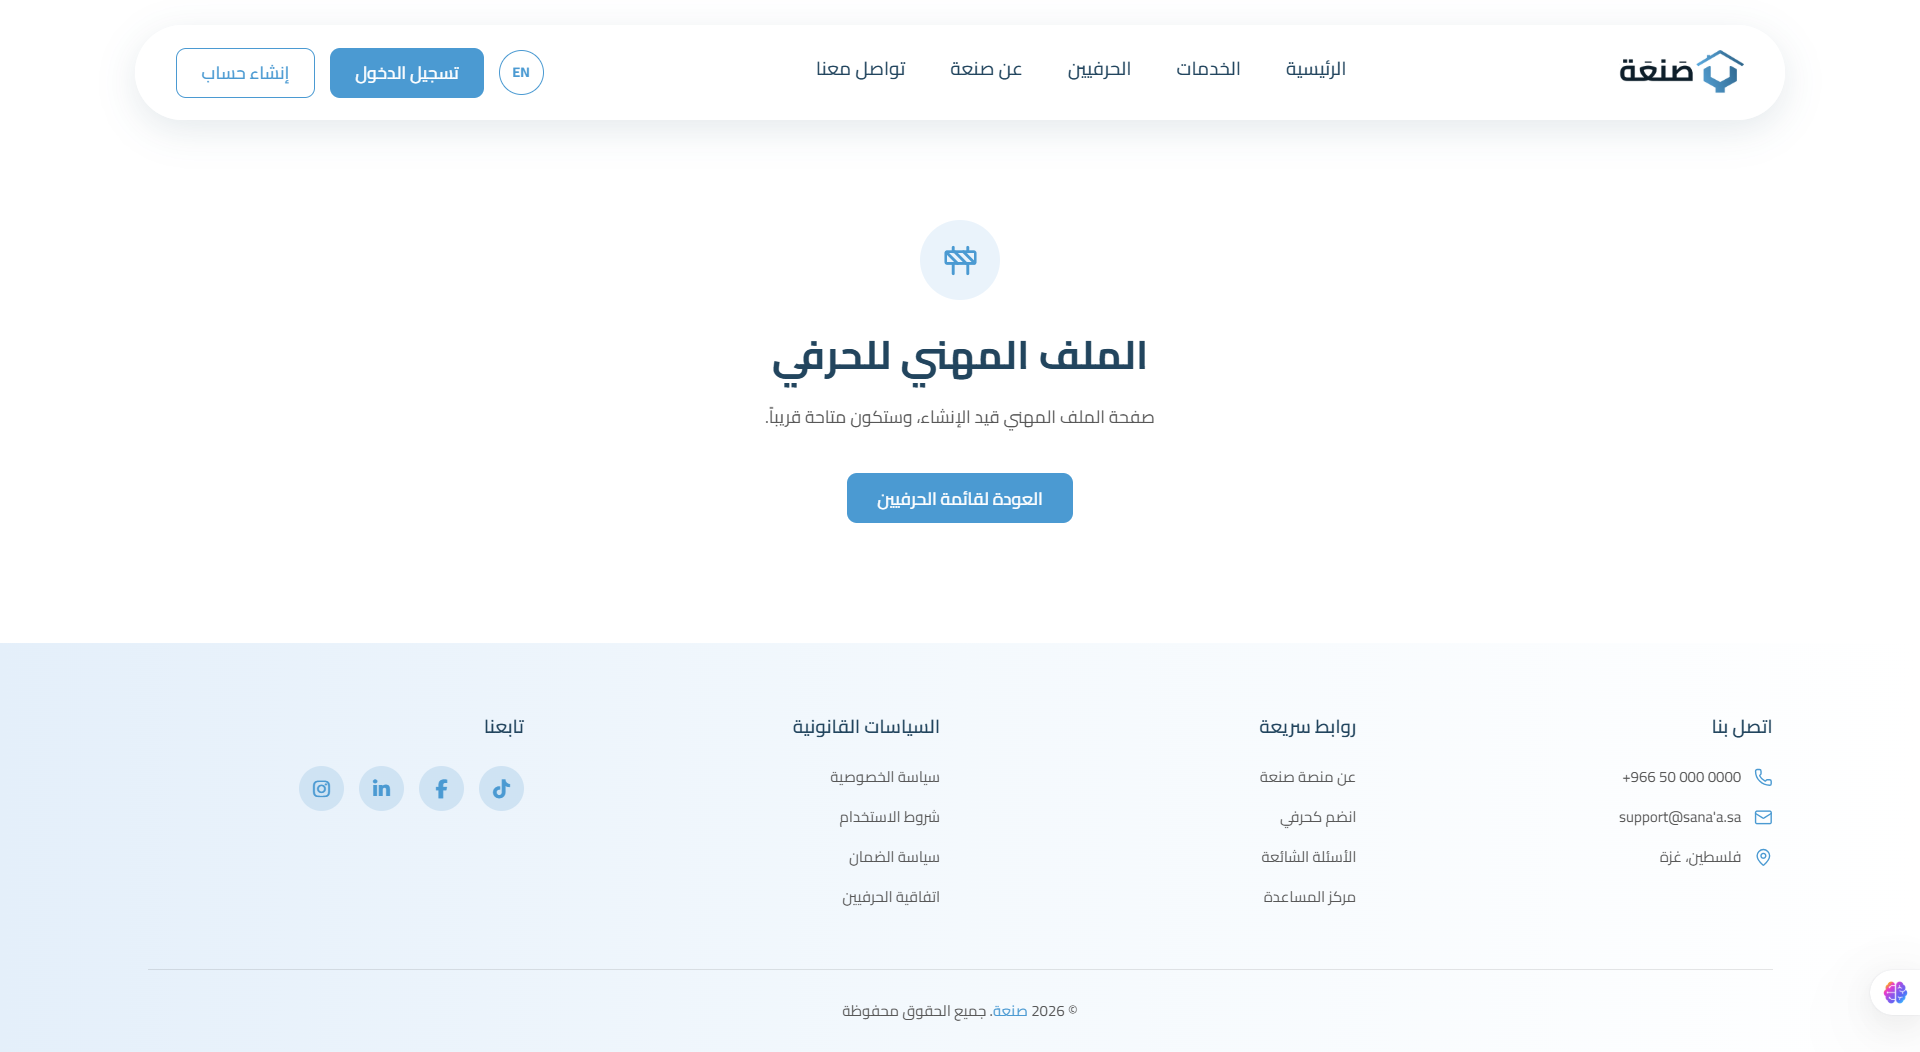 صَنعَة
الرئيسية
الخدمات
الحرفيين
عن صنعة
تواصل معنا
EN
تسجيل الدخول
إنشاء حساب
الملف المهني للحرفي
صفحة الملف المهني قيد الإنشاء، وستكون متاحة قريباً.
العودة لقائمة الحرفيين
اتصل بنا
+966 50 000 0000
support@sana'a.sa
فلسطين، غزة
روابط سريعة
عن منصة صنعة
انضم كحرفي
الأسئلة الشائعة
مركز المساعدة
السياسات القانونية
سياسة الخصوصية
شروط الاستخدام
سياسة الضمان
اتفاقية الحرفيين
تابعنا
© 2026 صنعة. جميع الحقوق محفوظة